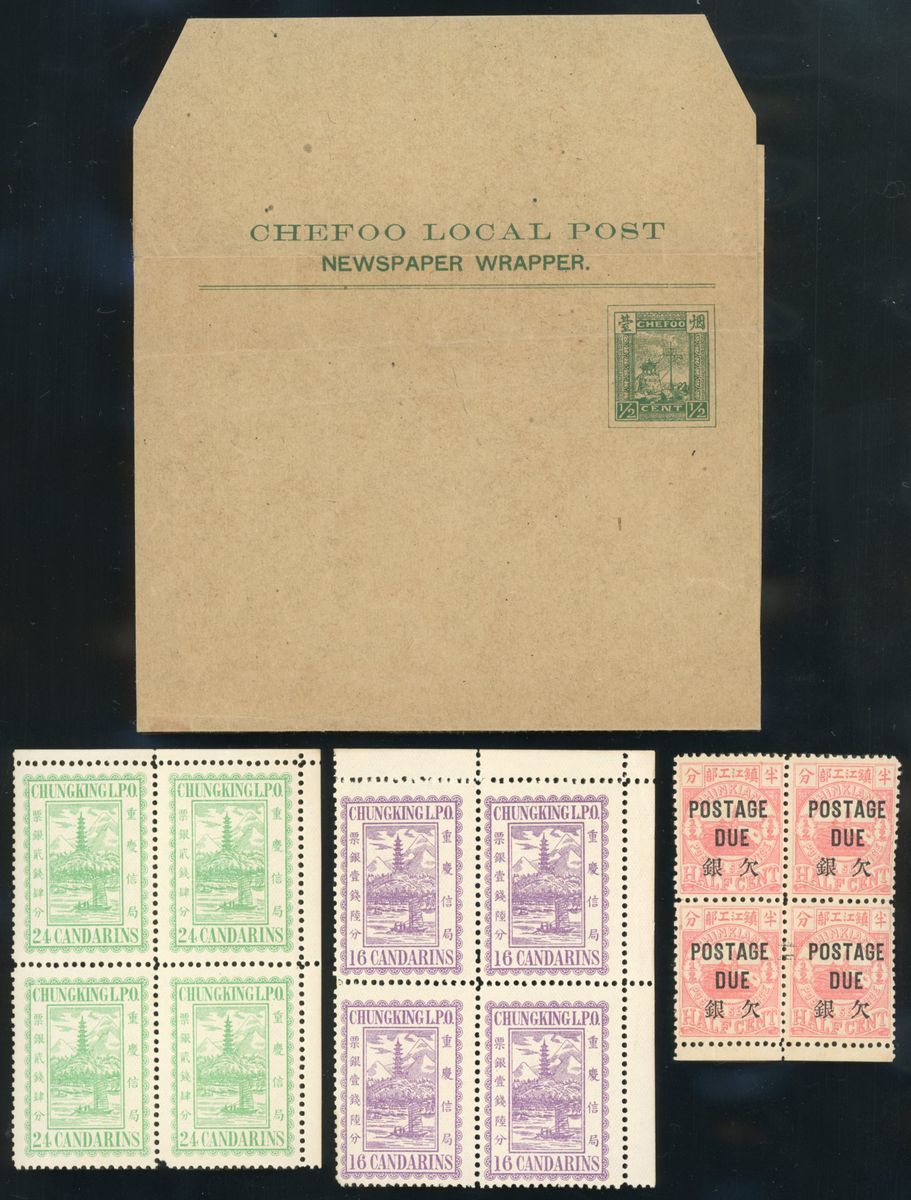 CHEFOO LOCAL POST
NEWSPAPER WRAPPER.
臺 CHEFOO 烟
1/2 CENT 1/2
CHUNGKING L.P.O.
票銀貳錢肆分
重慶信局
24 CANDARINS
CHUNGKING L.P.O.
票銀貳錢肆分
重慶信局
24 CANDARINS
CHUNGKING L.P.O.
票銀貳錢肆分
重慶信局
24 CANDARINS
CHUNGKING L.P.O.
票銀貳錢肆分
重慶信局
24 CANDARINS
CHUNGKING L.P.O.
票銀壹錢陸分
重慶信局
16 CANDARINS
CHUNGKING L.P.O.
票銀壹錢陸分
重慶信局
16 CANDARINS
CHUNGKING L.P.O.
票銀壹錢陸分
重慶信局
16 CANDARINS
CHUNGKING L.P.O.
票銀壹錢陸分
重慶信局
16 CANDARINS
分 部工江鎮 半
POSTAGE
DUE
銀欠
HALF CENT
分 部工江鎮 半
POSTAGE
DUE
銀欠
HALF CENT
分 部工江鎮 半
POSTAGE
DUE
銀欠
HALF CENT
分 部工江鎮 半
POSTAGE
DUE
銀欠
HALF CENT